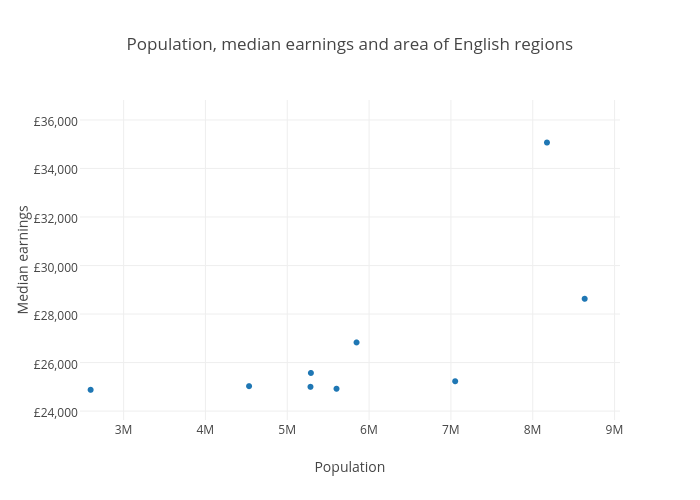 Population, median earnings and area of English regions
£36,000
£34,000
£32,000
£30,000
£28,000
£26,000
£24,000
Median earnings
3M 4M 5M 6M 7M 8M 9M
Population